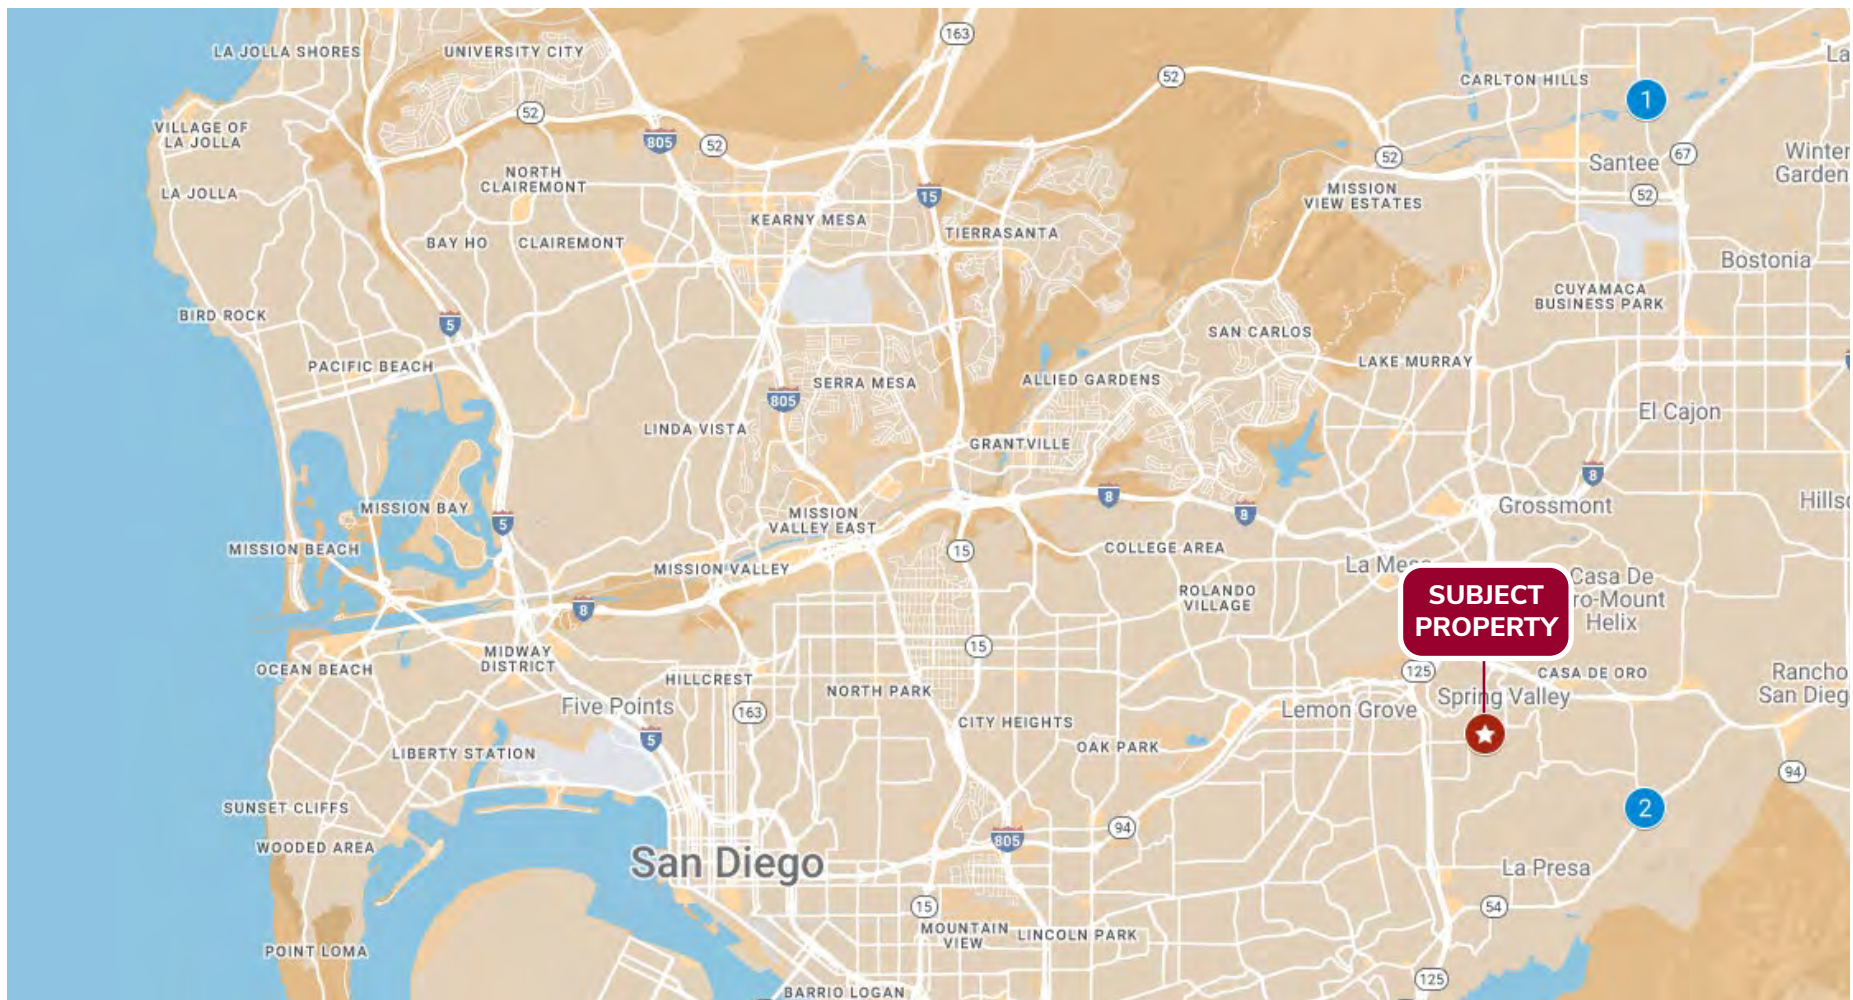 163
LA JOLLA SHORES
UNIVERSITY CITY
La
52
CARLTON HILLS
1
52
VILLAGE OF
LA JOLLA
805
52
52
Santee
67
Winter
Garden
NORTH
CLAIREMONT
LA JOLLA
15
MISSION
VIEW ESTATES
52
KEARNY MESA
TIERRASANTA
BAY HO
CLAIREMONT
Bostonia
CUYAMACA
BUSINESS PARK
BIRD ROCK
5
SAN CARLOS
PACIFIC BEACH
LAKE MURRAY
SERRA MESA
ALLIED GARDENS
805
El Cajon
LINDA VISTA
GRANTVILLE
8
8
MISSION BAY
Grossmont
Hills
8
MISSION
VALLEY EAST
5
MISSION BEACH
15
COLLEGE AREA
MISSION VALLEY
La Mesa
Casa De
ro-Mount
Helix
SUBJECT
PROPERTY
ROLANDO
VILLAGE
8
15
MIDWAY
DISTRICT
OCEAN BEACH
HILLCREST
125
CASA DE ORO
Rancho
San Dieg
NORTH PARK
Spring Valley
Five Points
163
Lemon Grove
CITY HEIGHTS
5
OAK PARK
LIBERTY STATION
94
SUNSET CLIFFS
2
94
805
WOODED AREA
San Diego
La Presa
15
54
MOUNTAIN
VIEW
LINCOLN PARK
POINT LOMA
125
BARRIO LOGAN